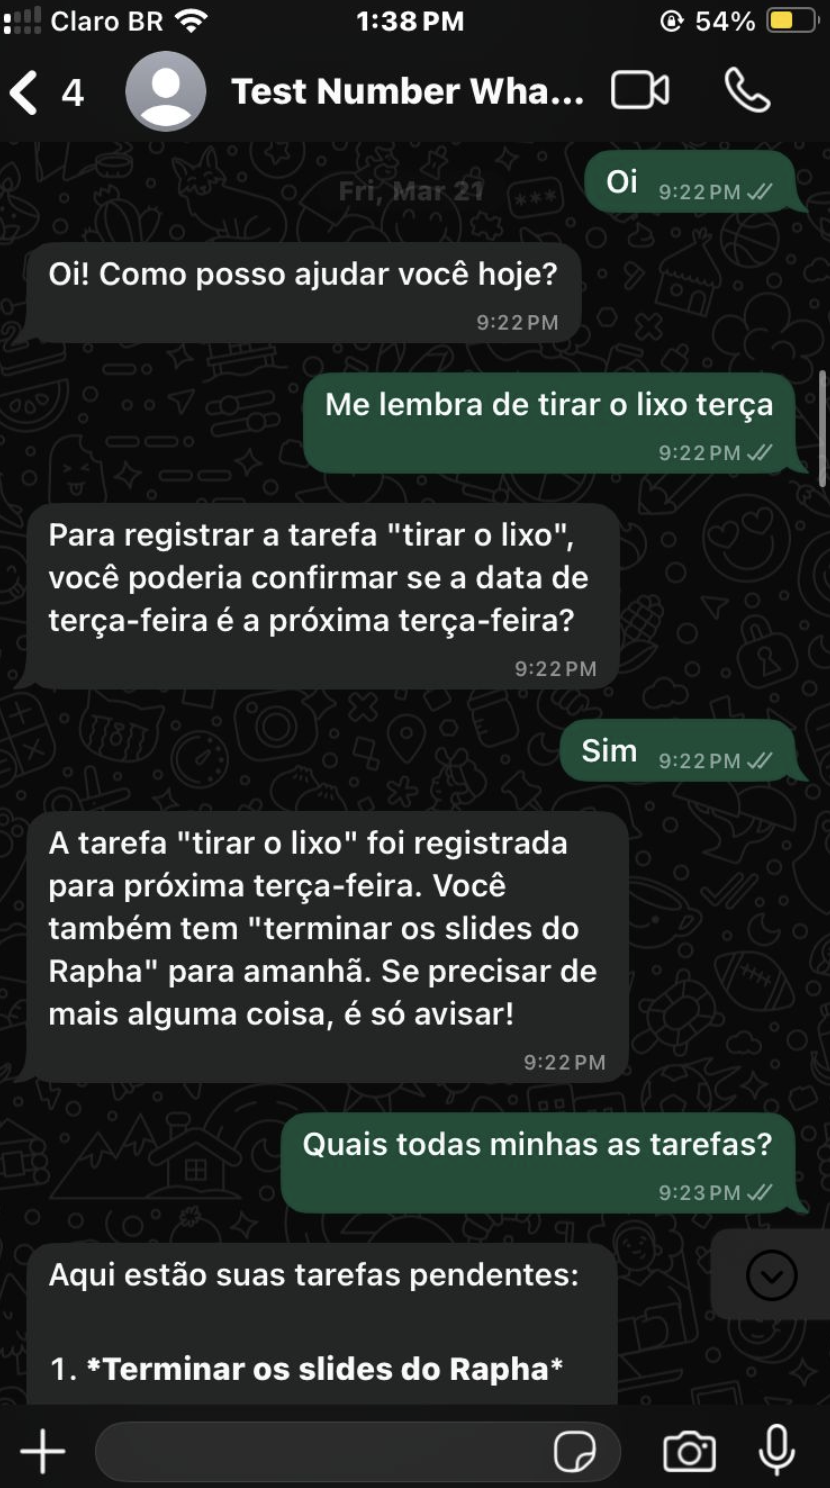 Claro BR 1:38 PM 54%
4 Test Number Wha...
Oi 9:22 PM
Fri, Mar 21
Oi! Como posso ajudar você hoje?
9:22 PM
Me lembra de tirar o lixo terça
9:22 PM
Para registrar a tarefa "tirar o lixo",
você poderia confirmar se a data de
terça-feira é a próxima terça-feira?
9:22 PM
Sim 9:22 PM
A tarefa "tirar o lixo" foi registrada
para próxima terça-feira. Você
também tem "terminar os slides do
Rapha" para amanhã. Se precisar de
mais alguma coisa, é só avisar!
9:22 PM
Quais todas minhas as tarefas?
9:23 PM
Aqui estão suas tarefas pendentes:
1. *Terminar os slides do Rapha*